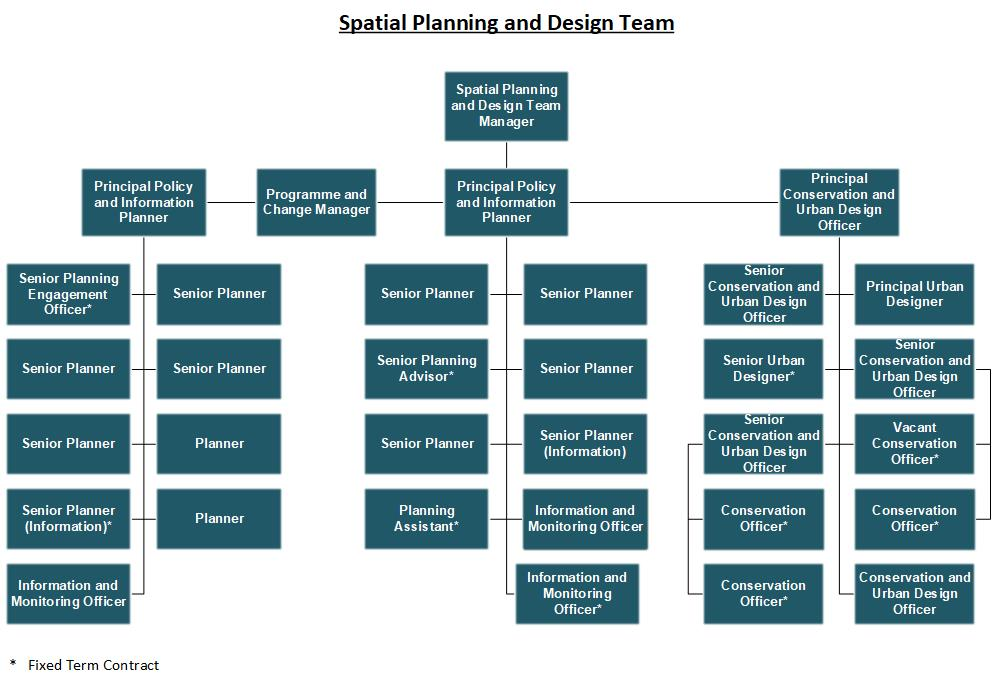 Spatial Planning and Design Team
Spatial Planning
and Design Team
Manager
Principal Policy
and Information
Planner
Programme and
Change Manager
Principal Policy
and Information
Planner
Principal
Conservation and
Urban Design
Officer
Senior Planning
Engagement
Officer*
Senior Planner
Senior Planner
Senior Planner
Senior Planner
Planner
Senior Planner
(Information)*
Planner
Information and
Monitoring Officer
Senior Planner
Senior Planner
Senior Planning
Advisor*
Senior Planner
Senior Planner
Senior Planner
(Information)
Planning
Assistant*
Information and
Monitoring Officer
Information and
Monitoring
Officer*
Senior
Conservation and
Urban Design
Officer
Principal Urban
Designer
Senior Urban
Designer*
Senior
Conservation and
Urban Design
Officer
Senior
Conservation and
Urban Design
Officer
Vacant
Conservation
Officer*
Conservation
Officer*
Conservation
Officer*
Conservation
Officer*
Conservation and
Urban Design
Officer
* Fixed Term Contract